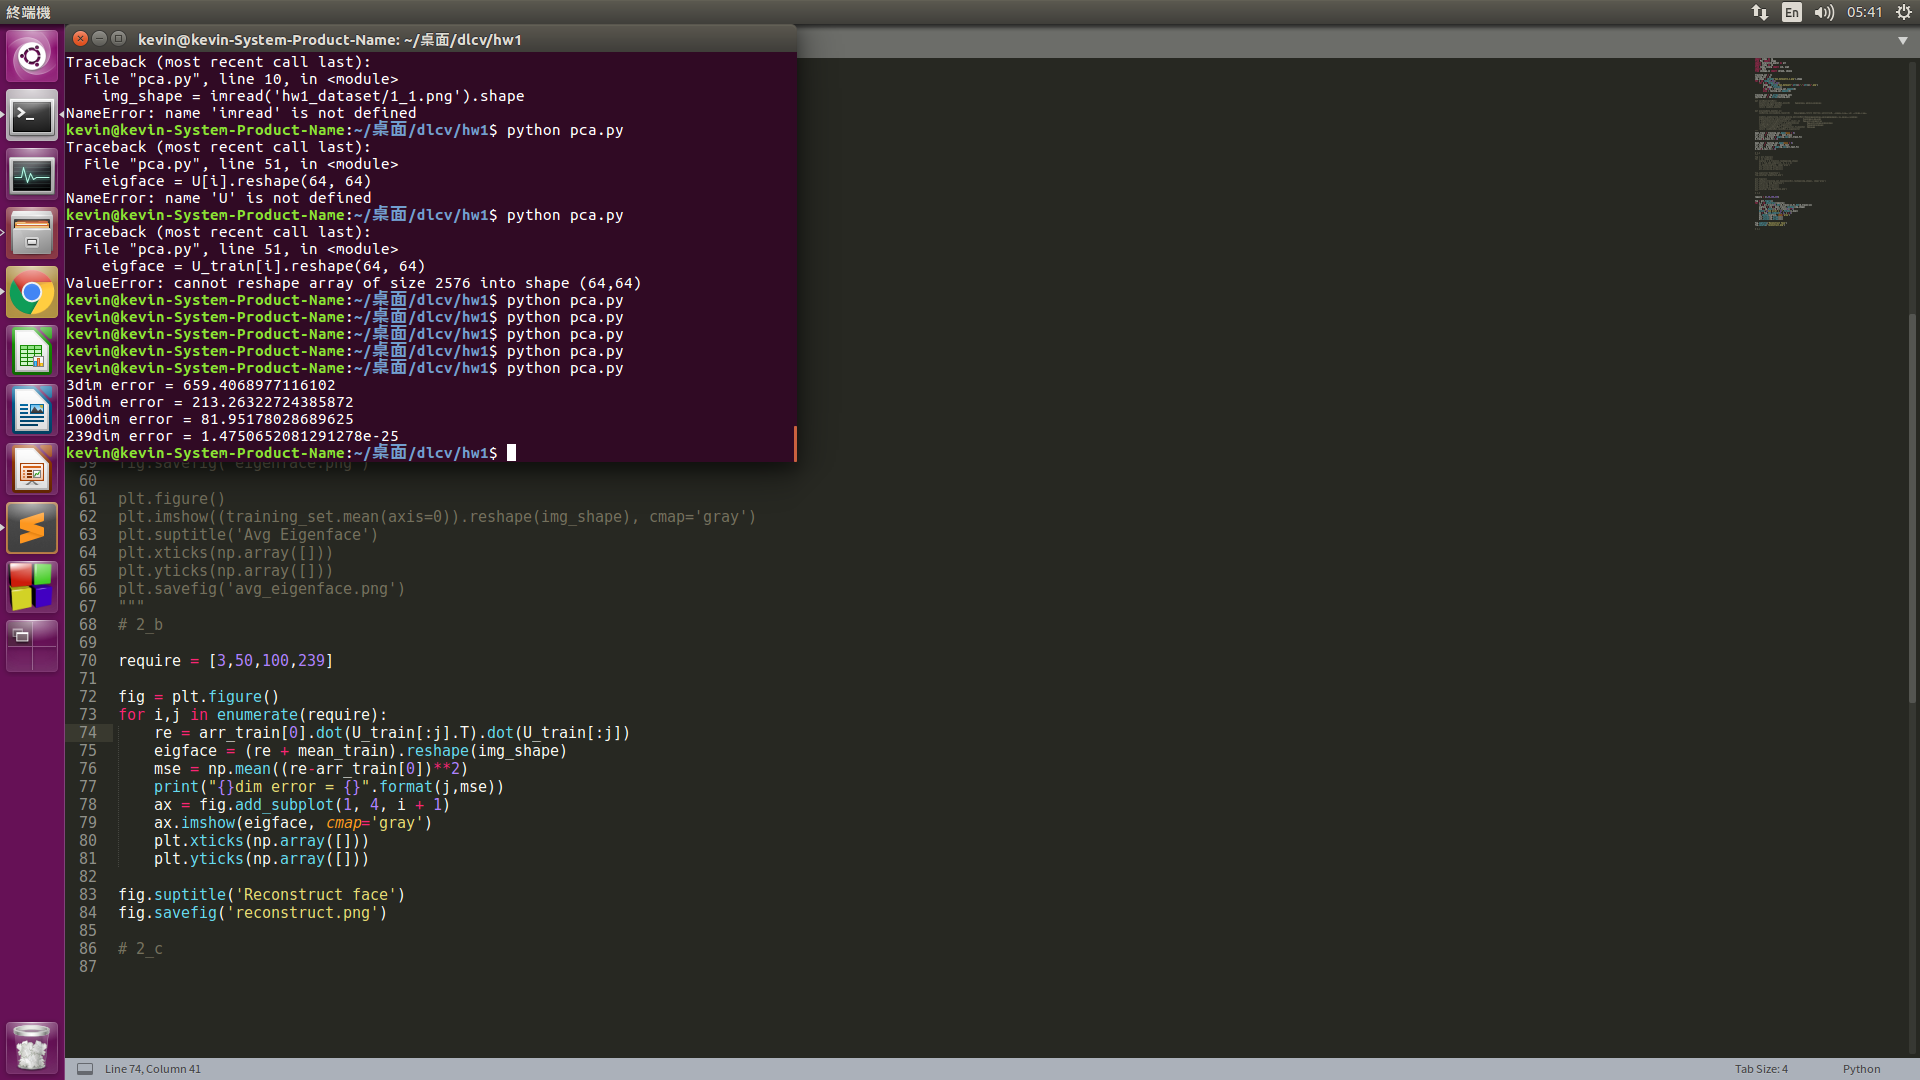 終端機
En
05:41
kevin@kevin-System-Product-Name: ~/桌面/dlcv/hw1
Traceback (most recent call last):
  File "pca.py", line 10, in <module>
    img_shape = imread('hw1_dataset/1_1.png').shape
NameError: name 'imread' is not defined
kevin@kevin-System-Product-Name:~/桌面/dlcv/hw1$ python pca.py
Traceback (most recent call last):
  File "pca.py", line 51, in <module>
    eigface = U[i].reshape(64, 64)
NameError: name 'U' is not defined
kevin@kevin-System-Product-Name:~/桌面/dlcv/hw1$ python pca.py
Traceback (most recent call last):
  File "pca.py", line 51, in <module>
    eigface = U_train[i].reshape(64, 64)
ValueError: cannot reshape array of size 2576 into shape (64,64)
kevin@kevin-System-Product-Name:~/桌面/dlcv/hw1$ python pca.py
kevin@kevin-System-Product-Name:~/桌面/dlcv/hw1$ python pca.py
kevin@kevin-System-Product-Name:~/桌面/dlcv/hw1$ python pca.py
kevin@kevin-System-Product-Name:~/桌面/dlcv/hw1$ python pca.py
kevin@kevin-System-Product-Name:~/桌面/dlcv/hw1$ python pca.py
3dim error = 659.4068977116102
50dim error = 213.26322724385872
100dim error = 81.95178028689625
239dim error = 1.4750652081291278e-25
kevin@kevin-System-Product-Name:~/桌面/dlcv/hw1$
59 fig.savefig('eigenface.png')
60
61 plt.figure()
62 plt.imshow((training_set.mean(axis=0)).reshape(img_shape), cmap='gray')
63 plt.suptitle('Avg Eigenface')
64 plt.xticks(np.array([]))
65 plt.yticks(np.array([]))
66 plt.savefig('avg_eigenface.png')
67 """
68 # 2_b
69
70 require = [3,50,100,239]
71
72 fig = plt.figure()
73 for i,j in enumerate(require):
74     re = arr_train[0].dot(U_train[:j].T).dot(U_train[:j])
75     eigface = (re + mean_train).reshape(img_shape)
76     mse = np.mean((re-arr_train[0])**2)
77     print("{}dim error = {}".format(j,mse))
78     ax = fig.add_subplot(1, 4, i + 1)
79     ax.imshow(eigface, cmap='gray')
80     plt.xticks(np.array([]))
81     plt.yticks(np.array([]))
82
83 fig.suptitle('Reconstruct face')
84 fig.savefig('reconstruct.png')
85
86 # 2_c
87
Line 74, Column 41
Tab Size: 4
Python